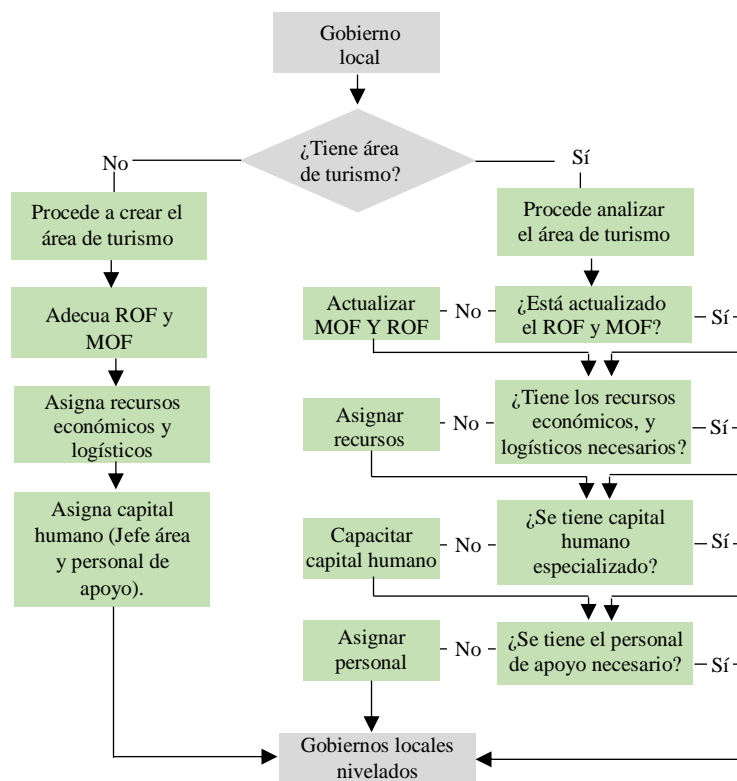 Gobierno
local
¿Tiene área
de turismo?
No
Sí
Procede a crear el
área de turismo
Adecua ROF y
MOF
Asigna recursos
económicos y
logísticos
Asigna capital
humano (Jefe área
y personal de
apoyo).
Procede analizar
el área de turismo
Actualizar
MOF Y ROF
No
¿Está actualizado
el ROF y MOF?
Sí
Asignar
recursos
No
¿Tiene los recursos
económicos, y
logísticos necesarios?
Sí
Capacitar
capital humano
No
¿Se tiene capital
humano
especializado?
Sí
Asignar
personal
No
¿Se tiene el personal
de apoyo necesario?
Sí
Gobiernos locales
nivelados